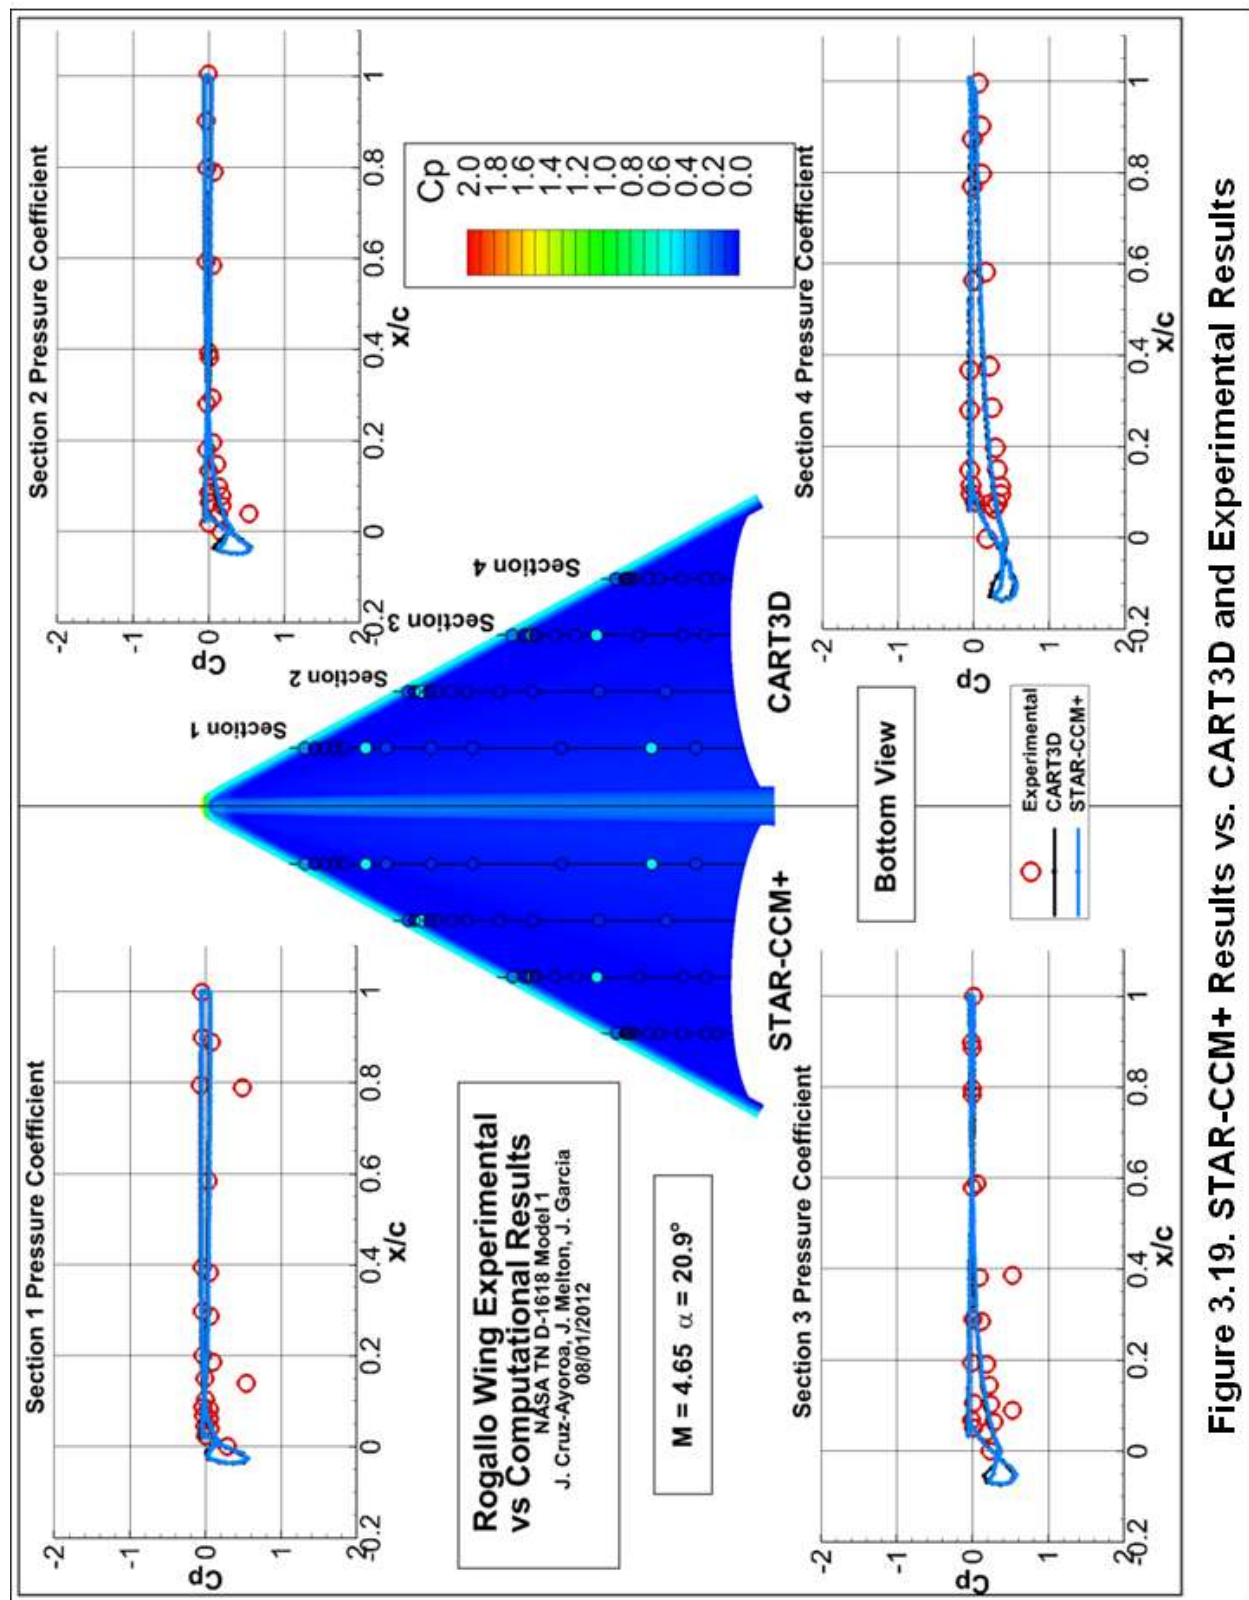 Section 1 Pressure Coefficient
-2
-1
0
1
2
Cp
-0.2
0
0.2
0.4
0.6
0.8
1
x/c
Section 2 Pressure Coefficient
-2
-1
0
1
2
Cp
-0.2
0
0.2
0.4
0.6
0.8
1
x/c
Rogallo Wing Experimental
vs Computational Results
NASA TN D-1618 Model 1
J. Cruz-Ayoroa, J. Melton, J. Garcia
08/01/2012
M = 4.65 α = 20.9°
Section 1
Section 2
Section 3
Section 4
STAR-CCM+
CART3D
Cp
2.0
1.8
1.6
1.4
1.2
1.0
0.8
0.6
0.4
0.2
0.0
Bottom View
Experimental
CART3D
STAR-CCM+
Section 3 Pressure Coefficient
-2
-1
0
1
2
Cp
-0.2
0
0.2
0.4
0.6
0.8
1
x/c
Section 4 Pressure Coefficient
-2
-1
0
1
2
Cp
-0.2
0
0.2
0.4
0.6
0.8
1
x/c
Figure 3.19. STAR-CCM+ Results vs. CART3D and Experimental Results